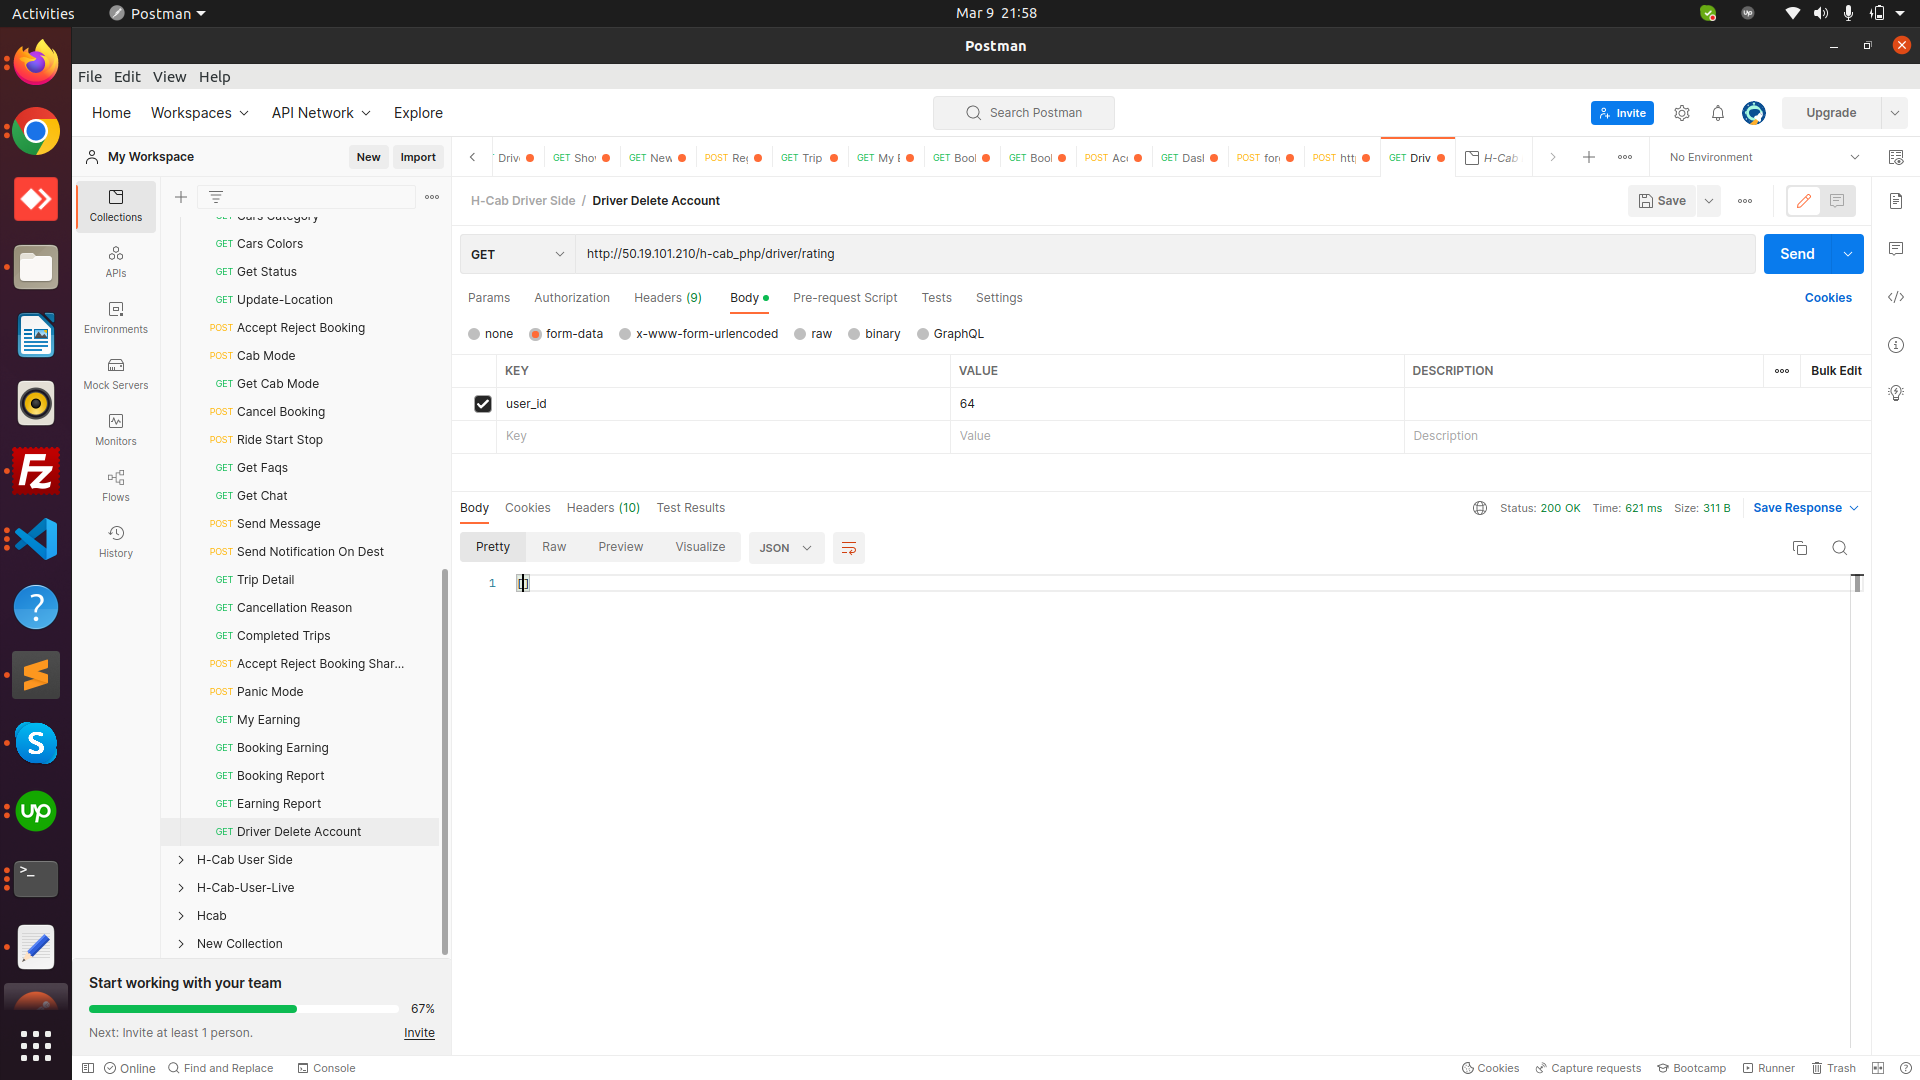 Activities
Postman
Mar 9 21:58
Postman
File Edit View Help
Home Workspaces API Network Explore
Search Postman
Invite
Upgrade
My Workspace
New Import
Driv
GET Sho
GET New
POST Reg
GET Trip
GET My E
GET Bool
GET Bool
POST Acc
GET Dasl
POST for
POST htt
GET Driv
H-Cab
No Environment
Collections
APIs
Environments
Mock Servers
Monitors
Flows
History
GET Cars Category
GET Cars Colors
GET Get Status
GET Update-Location
POST Accept Reject Booking
POST Cab Mode
GET Get Cab Mode
GET Cancel Booking
POST Ride Start Stop
GET Get Faqs
GET Get Chat
POST Send Message
GET Send Notification On Dest
GET Trip Detail
GET Cancellation Reason
GET Completed Trips
POST Accept Reject Booking Shar...
POST Panic Mode
GET My Earning
GET Booking Earning
GET Booking Report
GET Earning Report
GET Driver Delete Account
H-Cab User Side
H-Cab-User-Live
Hcab
New Collection
Start working with your team
67%
Next: Invite at least 1 person. Invite
H-Cab Driver Side / Driver Delete Account
Save
GET http://50.19.101.210/h-cab_php/driver/rating
Send
Params Authorization Headers (9) Body Pre-request Script Tests Settings
Cookies
none form-data x-www-form-urlencoded raw binary GraphQL
KEY VALUE DESCRIPTION Bulk Edit
user_id 64
Key Value Description
Body Cookies Headers (10) Test Results
Status: 200 OK Time: 621 ms Size: 311 B Save Response
Pretty Raw Preview Visualize JSON
1 []
Online Find and Replace Console
Cookies Capture requests Bootcamp Runner Trash